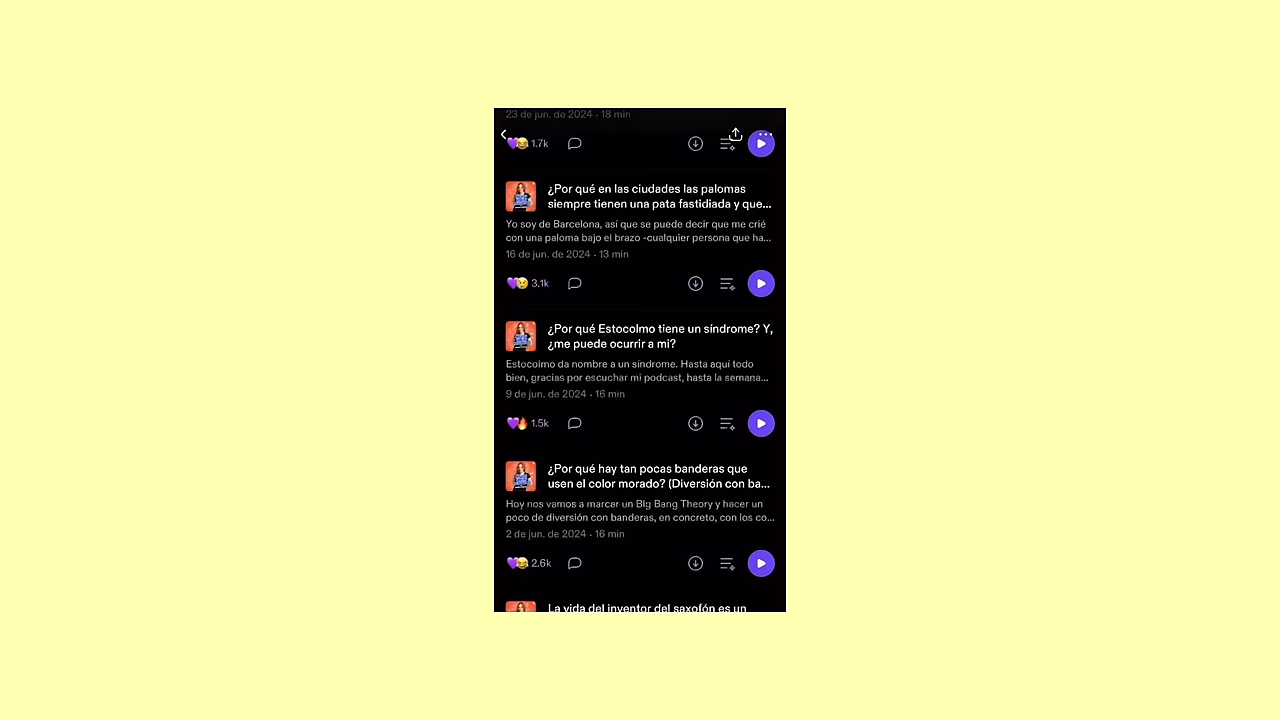 23 de jun. de 2024 · 18 min
1.7k
¿Por qué en las ciudades las palomas
siempre tienen una pata fastidiada y que...
Yo soy de Barcelona, así que se puede decir que me crié
con una paloma bajo el brazo -cualquier persona que ha...
16 de jun. de 2024 · 13 min
3.1k
¿Por qué Estocolmo tiene un síndrome? Y,
¿me puede ocurrir a mi?
Estocolmo da nombre a un síndrome. Hasta aquí todo
bien, gracias por escuchar mi podcast, hasta la semana...
9 de jun. de 2024 · 16 min
1.5k
¿Por qué hay tan pocas banderas que
usen el color morado? (Diversión con ba...
Hoy nos vamos a marcar un Big Bang Theory y hacer un
poco de diversión con banderas, en concreto, con los co...
2 de jun. de 2024 · 16 min
2.6k
La vida del inventor del saxofón es un